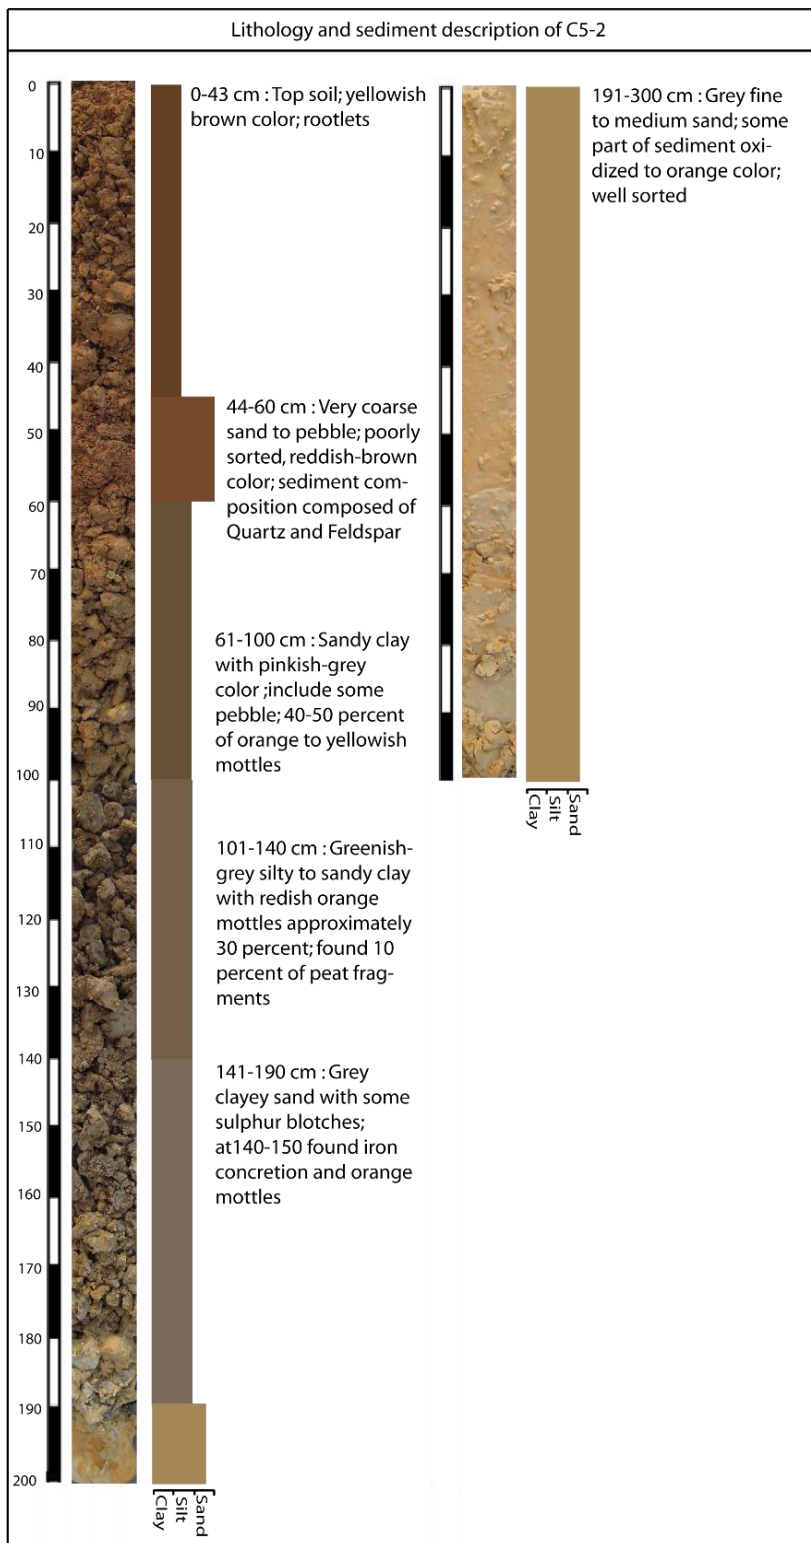 Lithology and sediment description of C5-2
0
10
20
30
40
50
60
70
80
90
100
110
120
130
140
150
160
170
180
190
200
0-43 cm : Top soil; yellowish
brown color; rootlets
44-60 cm : Very coarse
sand to pebble; poorly
sorted, reddish-brown
color; sediment com-
position composed of
Quartz and Feldspar
61-100 cm : Sandy clay
with pinkish-grey
color ;include some
pebble; 40-50 percent
of orange to yellowish
mottles
101-140 cm : Greenish-
grey silty to sandy clay
with redish orange
mottles approximately
30 percent; found 10
percent of peat frag-
ments
141-190 cm : Grey
clayey sand with some
sulphur blotches;
at140-150 found iron
concretion and orange
mottles
Clay
Silt
Sand
191-300 cm : Grey fine
to medium sand; some
part of sediment oxi-
dized to orange color;
well sorted
Clay
Silt
Sand